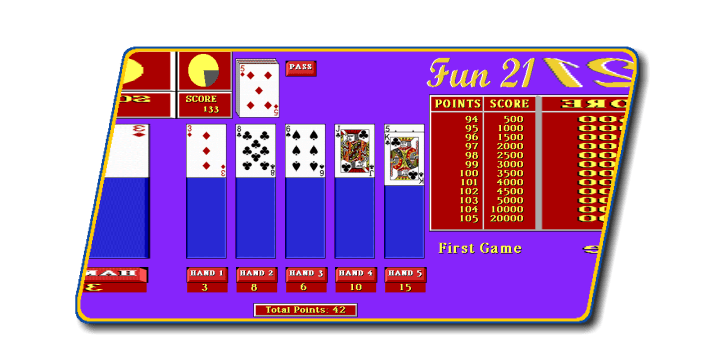 Fun 21
PASS
SCORE
133
POINTS SCORE
94 500
95 1000
96 1500
97 2000
98 2500
99 3000
100 3500
101 4000
102 4500
103 5000
104 10000
105 20000
First Game
HAND 1 HAND 2 HAND 3 HAND 4 HAND 5
3 8 6 10 15
Total Points: 42